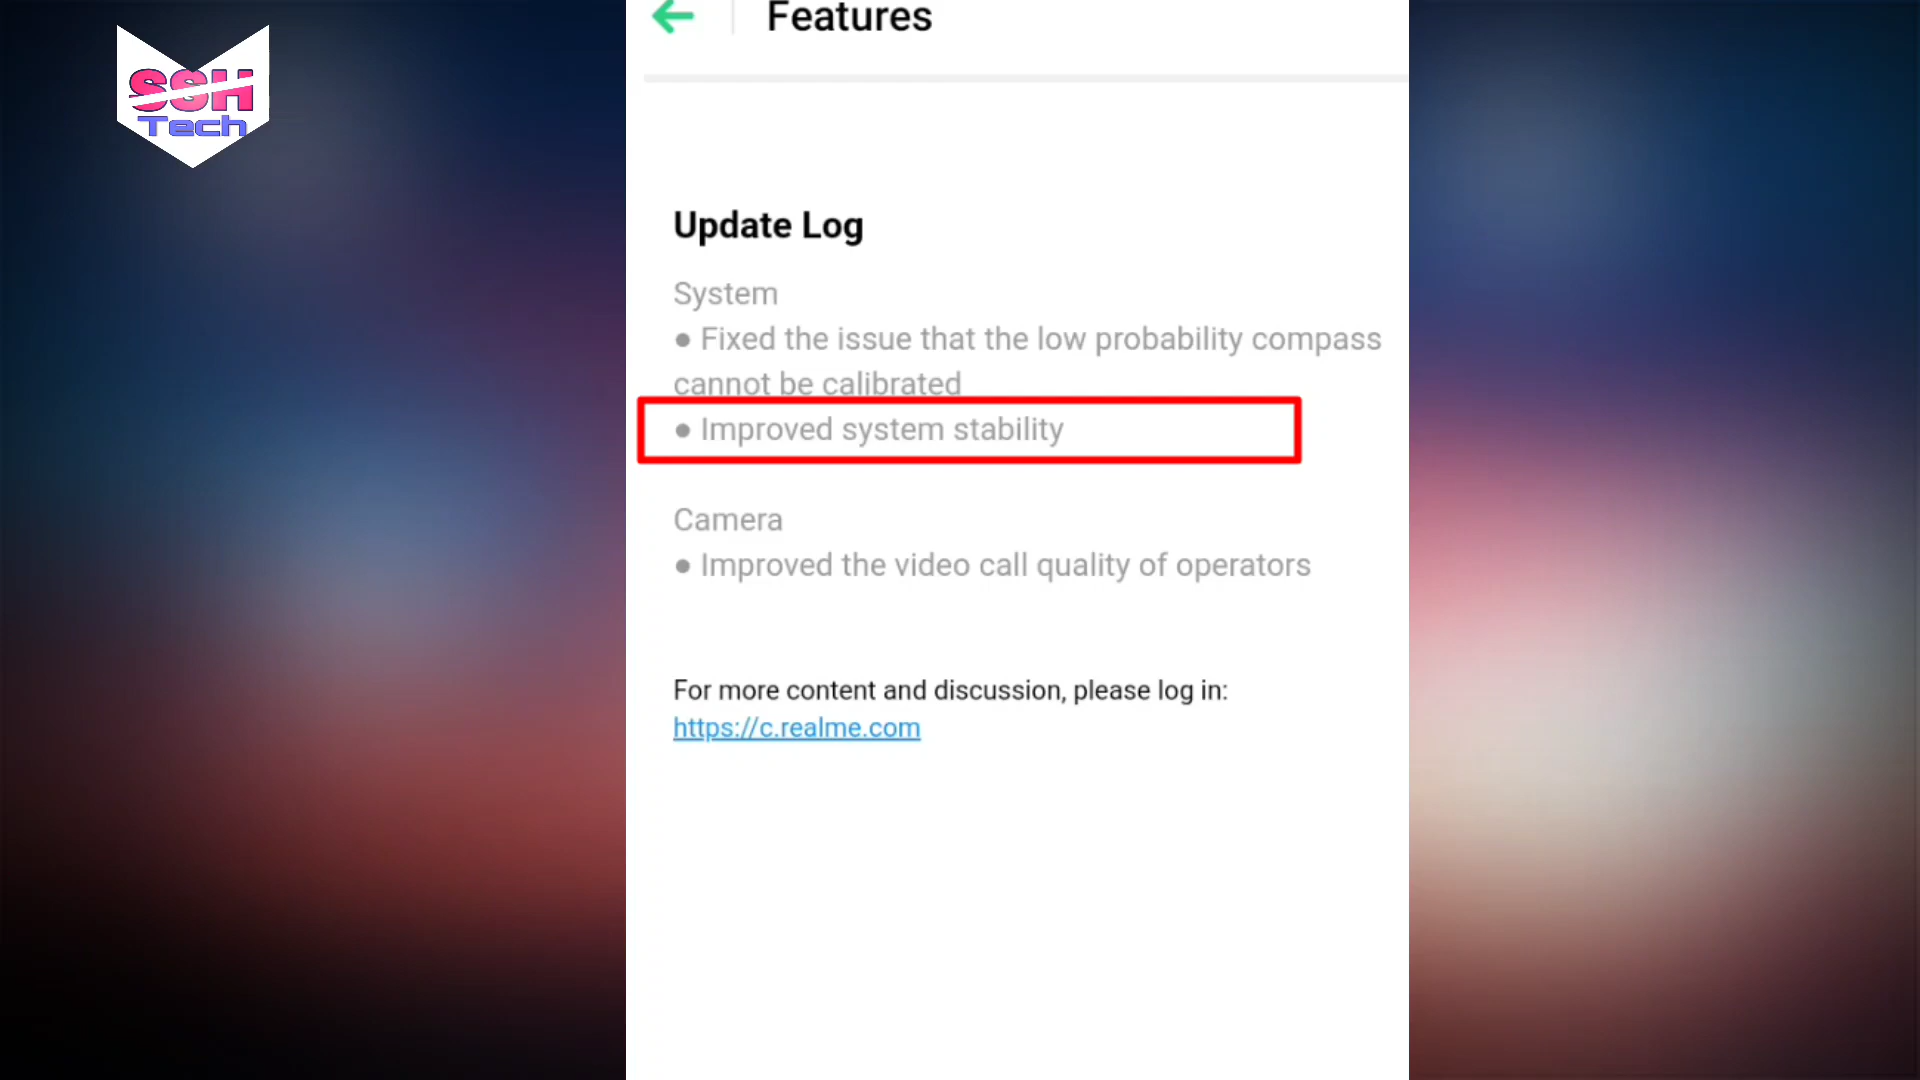 SSH
Tech
Features
Update Log
System
● Fixed the issue that the low probability compass
cannot be calibrated
● Improved system stability
Camera
● Improved the video call quality of operators
For more content and discussion, please log in:
https://c.realme.com